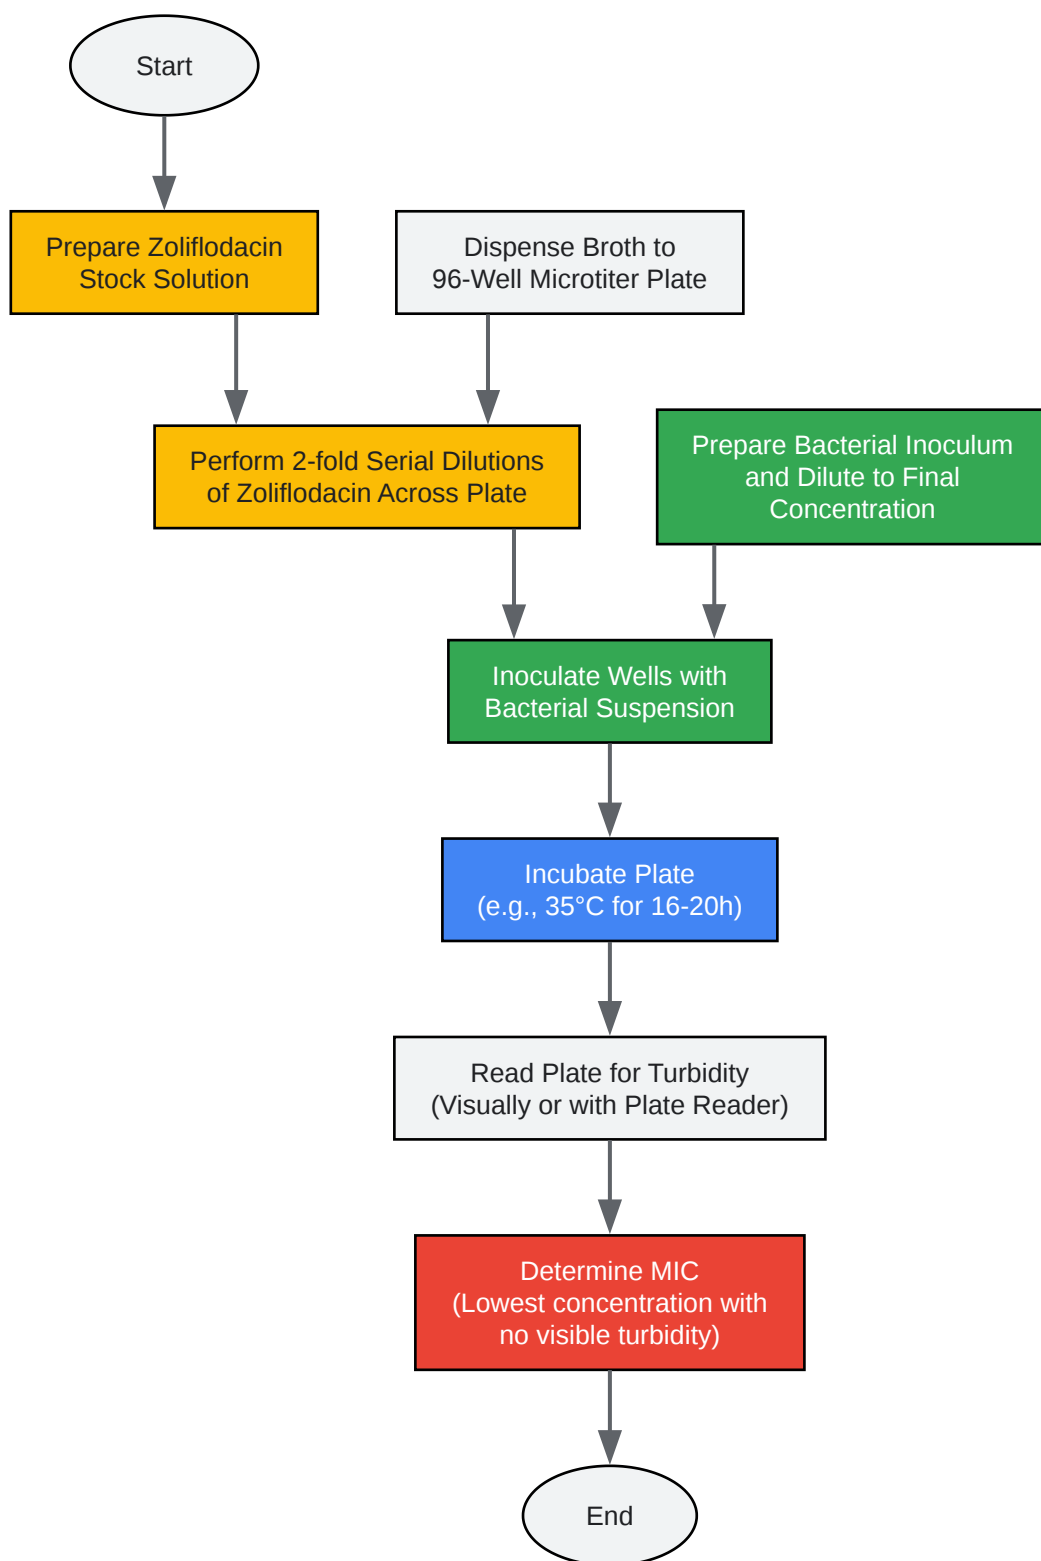 Start
Prepare Zoliflodacin
Stock Solution
Dispense Broth to
96-Well Microtiter Plate
Perform 2-fold Serial Dilutions
of Zoliflodacin Across Plate
Prepare Bacterial Inoculum
and Dilute to Final
Concentration
Inoculate Wells with
Bacterial Suspension
Incubate Plate
(e.g., 35°C for 16-20h)
Read Plate for Turbidity
(Visually or with Plate Reader)
Determine MIC
(Lowest concentration with
no visible turbidity)
End